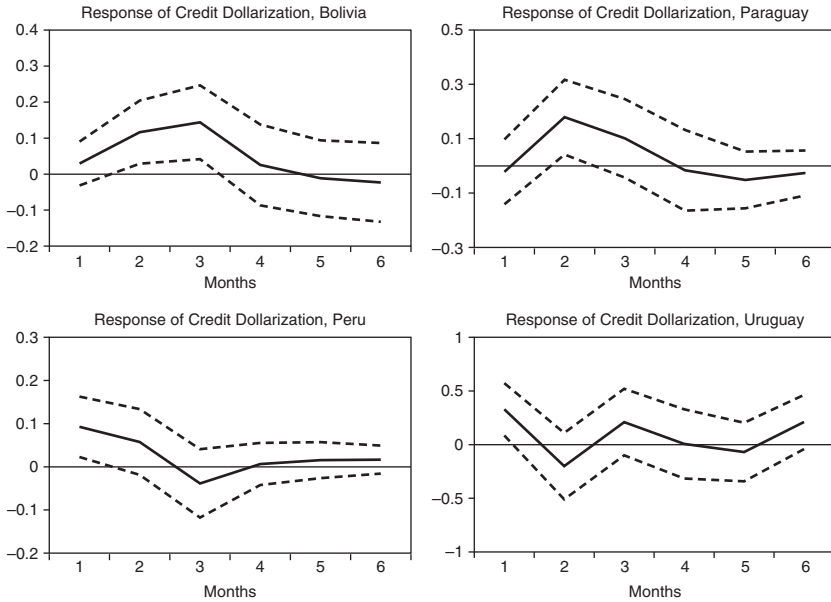 Response of Credit Dollarization, Bolivia
0.4
0.3
0.2
0.1
0
–0.1
–0.2
1 2 3 4 5 6
Months
Response of Credit Dollarization, Paraguay
0.5
0.3
0.1
–0.1
–0.3
1 2 3 4 5 6
Months
Response of Credit Dollarization, Peru
0.3
0.2
0.1
0
–0.1
–0.2
1 2 3 4 5 6
Months
Response of Credit Dollarization, Uruguay
1
0.5
0
–0.5
–1
1 2 3 4 5 6
Months